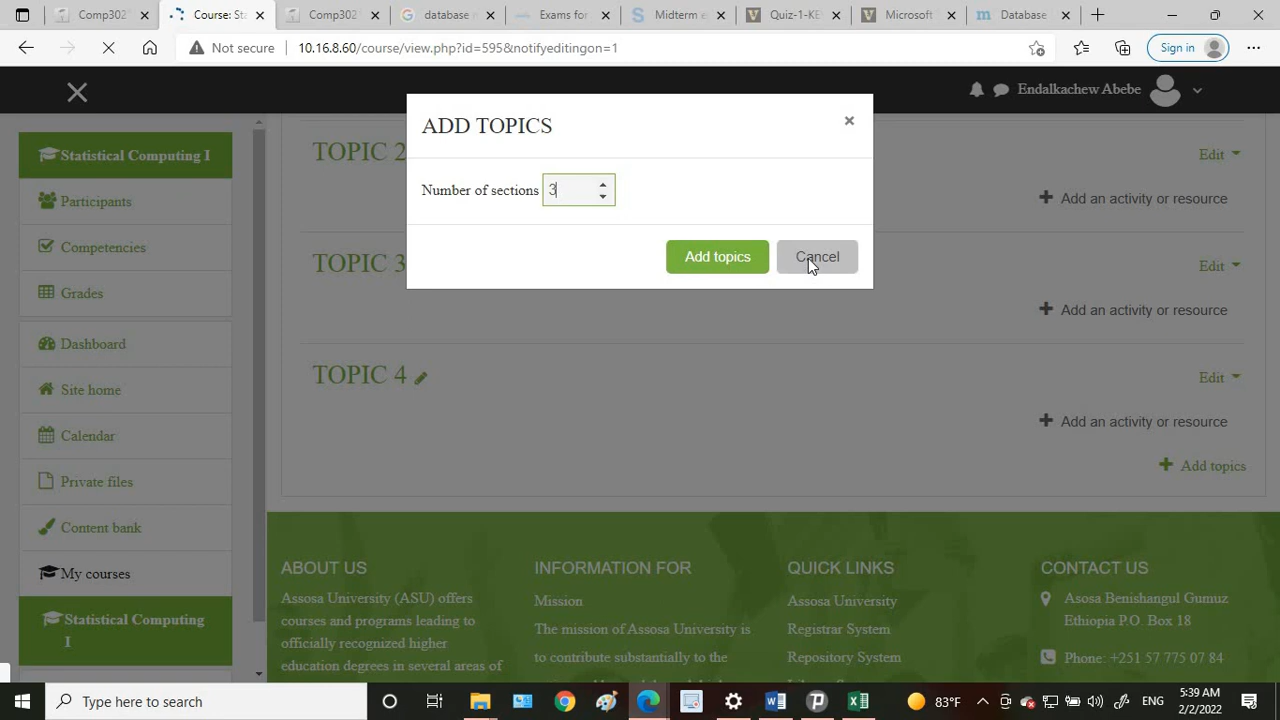 Comp302
Course: Sta
Comp3021
database n
Exams for
Midterm e
Quiz-1-KE
Microsoft
Database
Not secure
10.16.8.60/course/view.php?id=595&notifyeditingon=1
Sign in
Endalkachew Abebe
ADD TOPICS
Number of sections 3
Add topics
Cancel
Statistical Computing I
Participants
Competencies
Grades
Dashboard
Site home
Calendar
Private files
Content bank
My courses
Statistical Computing
I
TOPIC 2
Edit
Add an activity or resource
TOPIC 3
Edit
Add an activity or resource
TOPIC 4
Edit
Add an activity or resource
Add topics
ABOUT US
Assosa University (ASU) offers
courses and programs leading to
officially recognized higher
education degrees in several areas of
INFORMATION FOR
Mission
The mission of Assosa University is
to contribute substantially to the
QUICK LINKS
Assosa University
Registrar System
Repository System
CONTACT US
Asosa Benishangul Gumuz
Ethiopia P.O. Box 18
Phone: +251 57 775 07 84
Type here to search
83°F
ENG
5:39 AM
2/2/2022